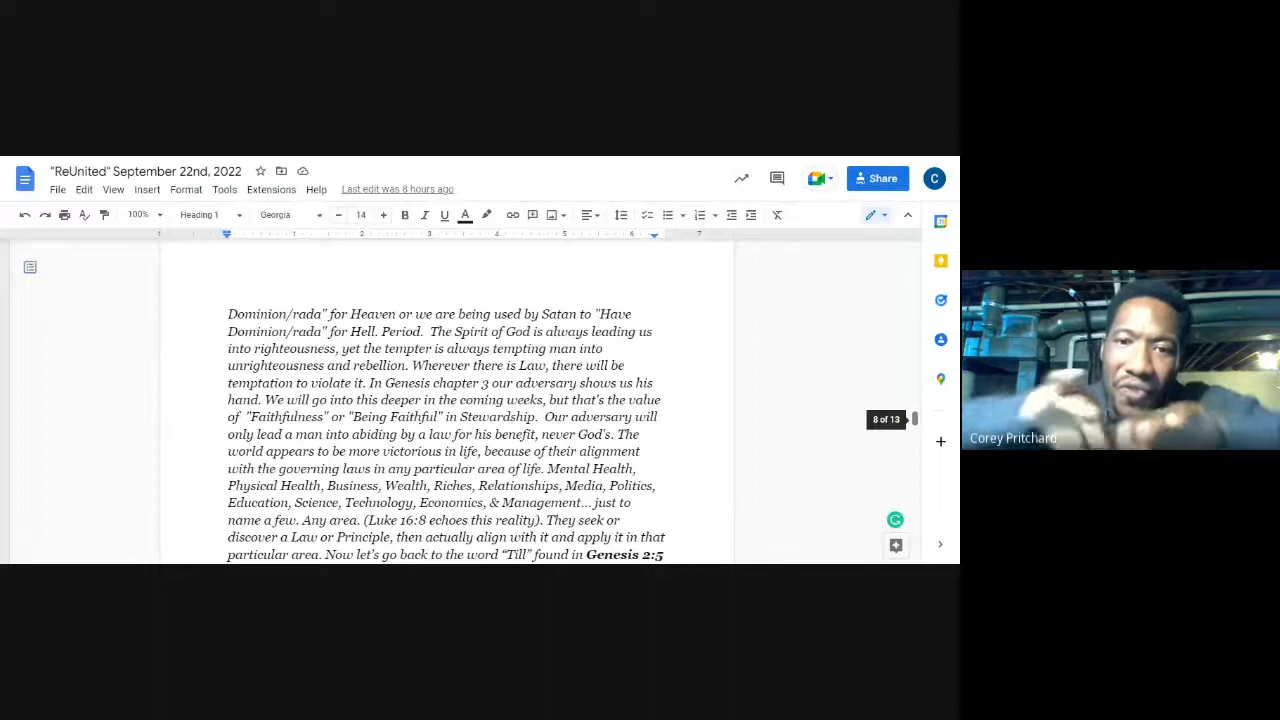 "ReUnited" September 22nd, 2022
File Edit View Insert Format Tools Extensions Help Last edit was 8 hours ago
Share
C
100% Heading 1 Georgia 14 B I U A
1 1 2 3 4 5 6 7
Dominion/rada" for Heaven or we are being used by Satan to "Have
Dominion/rada" for Hell. Period. The Spirit of God is always leading us
into righteousness, yet the tempter is always tempting man into
unrighteousness and rebellion. Wherever there is Law, there will be
temptation to violate it. In Genesis chapter 3 our adversary shows us his
hand. We will go into this deeper in the coming weeks, but that's the value
of "Faithfulness" or "Being Faithful" in Stewardship. Our adversary will
only lead a man into abiding by a law for his benefit, never God's. The
world appears to be more victorious in life, because of their alignment
with the governing laws in any particular area of life. Mental Health,
Physical Health, Business, Wealth, Riches, Relationships, Media, Politics,
Education, Science, Technology, Economics, & Management... just to
name a few. Any area. (Luke 16:8 echoes this reality). They seek or
discover a Law or Principle, then actually align with it and apply it in that
particular area. Now let's go back to the word “Till” found in Genesis 2:5
8 of 13
Corey Pritchard